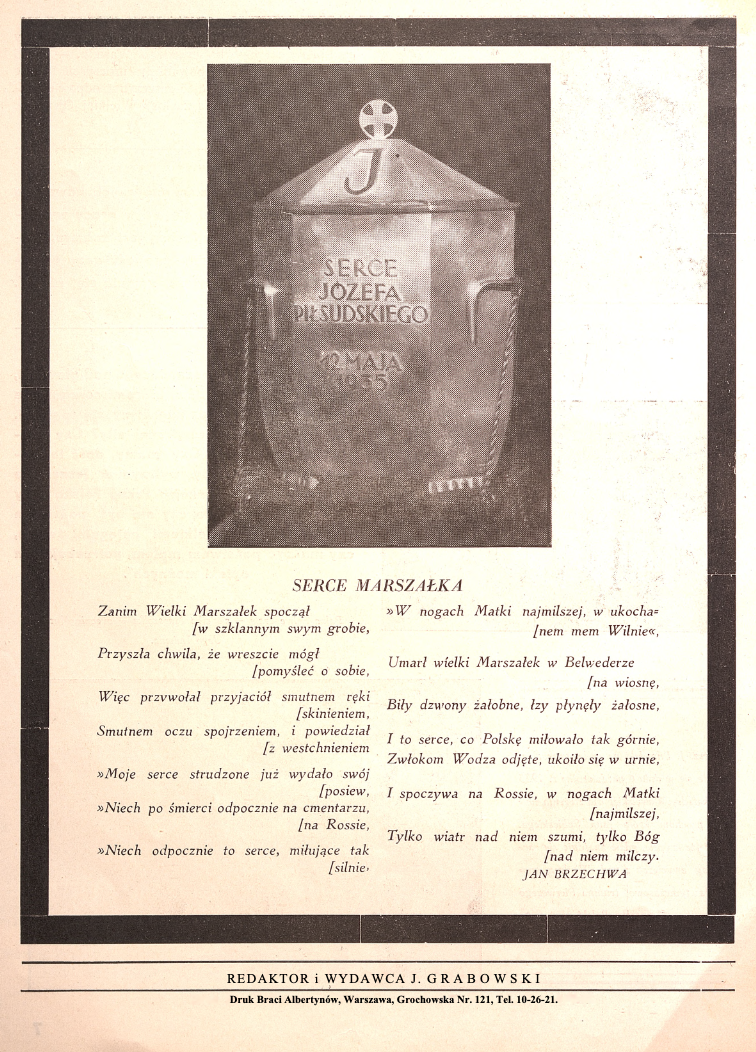 J
SERCE
JÓZEFA
PIŁSUDSKIEGO
12 MAJA
1935
SERCE MARSZAŁKA
Zanim Wielki Marszałek spoczął
[w szklannym swym grobie,
Przyszła chwila, że wreszcie mógł
[pomyśleć o sobie,
Więc przywołał przyjaciół smutnem ręki
[skinieniem,
Smutnem oczu spojrzeniem, i powiedział
[z westchnieniem
»Moje serce strudzone już wydało swój
[posiew,
»Niech po śmierci odpocznie na cmentarzu,
[na Rossie,
»Niech odpocznie to serce, miłujące tak
[silnie,
»W nogach Matki najmilszej, w ukocha=
[nem mem Wilnie«,
Umarł wielki Marszałek w Belwederze
[na wiosnę,
Biły dzwony żałobne, łzy płynęły żałosne,
I to serce, co Polskę miłowało tak górnie,
Zwłokom Wodza odjęte, ukoiło się w urnie,
I spoczywa na Rossie, w nogach Matki
[najmilszej,
Tylko wiatr nad niem szumi, tylko Bóg
[nad niem milczy.
JAN BRZECHWA
REDAKTOR i WYDAWCA J. GRABOWSKI
Druk Braci Albertynów, Warszawa, Grochowska Nr. 121, Tel. 10-26-21.